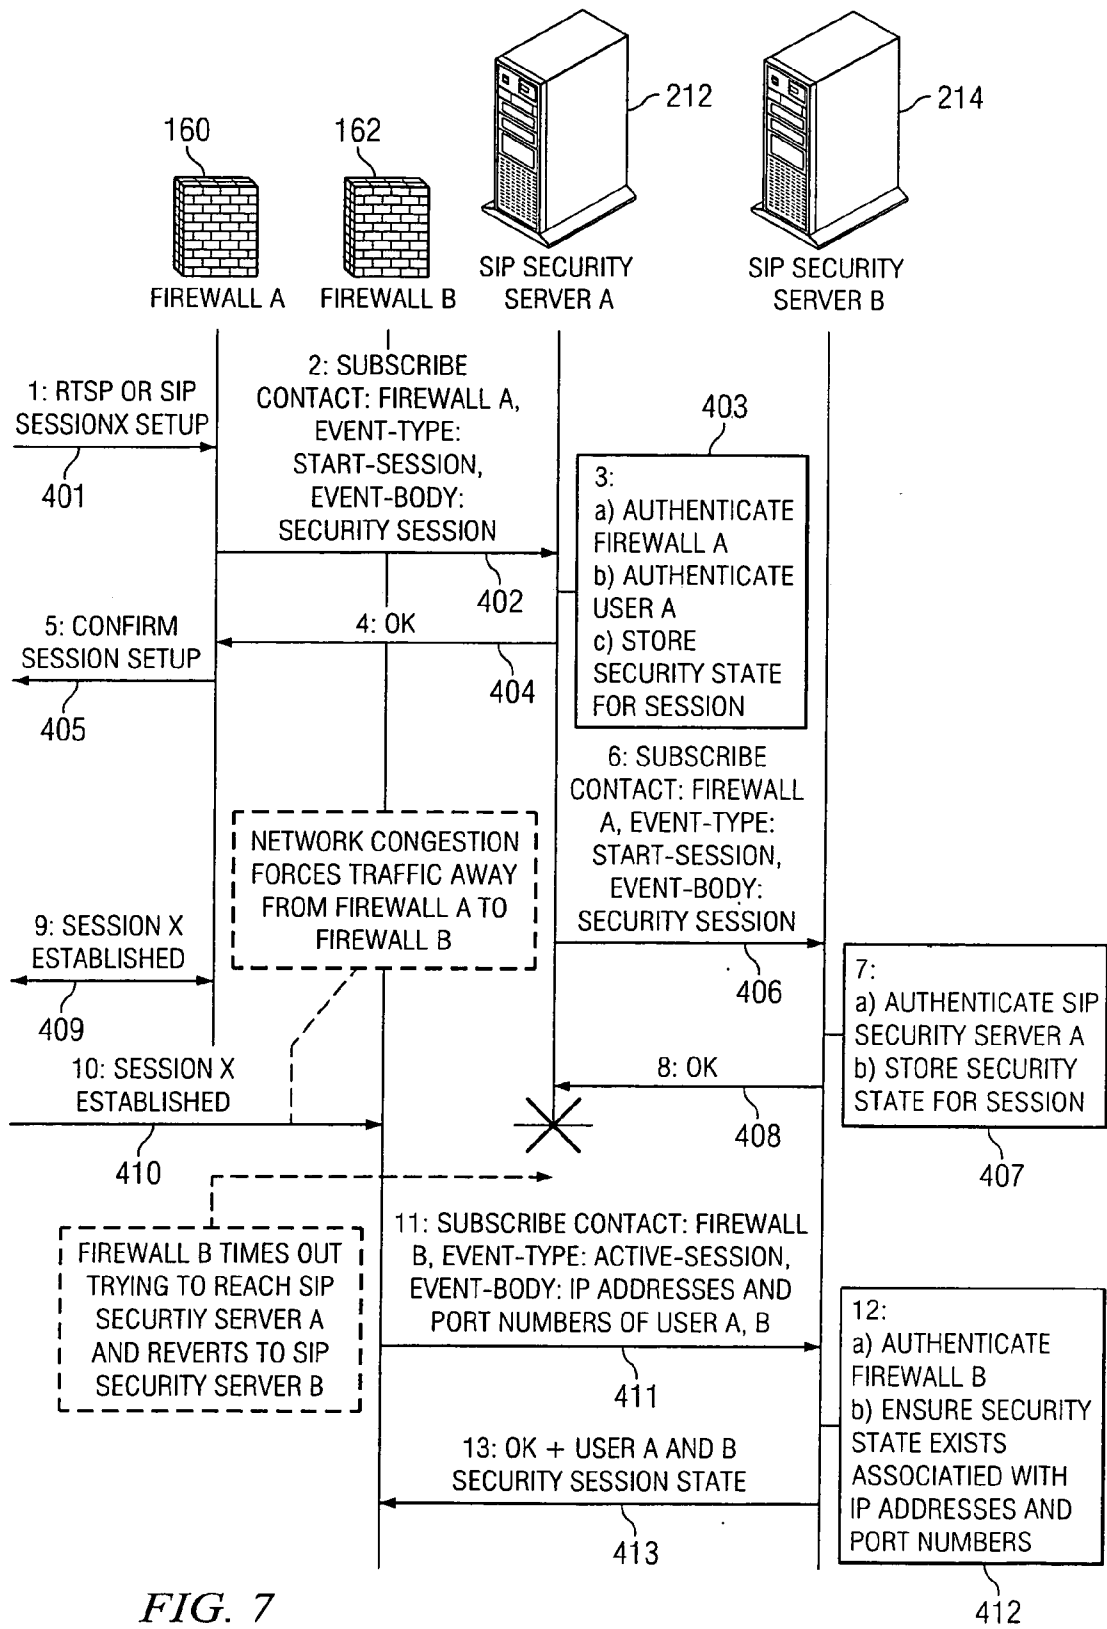 212
214
160
162
SIP SECURITY
SERVER A
SIP SECURITY
SERVER B
FIREWALL A
FIREWALL B
1: RTSP OR SIP
SESSIONX SETUP
401
2: SUBSCRIBE
CONTACT: FIREWALL A,
EVENT-TYPE:
START-SESSION,
EVENT-BODY:
SECURITY SESSION
402
403
3:
a) AUTHENTICATE
FIREWALL A
b) AUTHENTICATE
USER A
c) STORE
SECURITY STATE
FOR SESSION
4: OK
404
5: CONFIRM
SESSION SETUP
405
6: SUBSCRIBE
CONTACT: FIREWALL
A, EVENT-TYPE:
START-SESSION,
EVENT-BODY:
SECURITY SESSION
406
NETWORK CONGESTION
FORCES TRAFFIC AWAY
FROM FIREWALL A TO
FIREWALL B
7:
a) AUTHENTICATE SIP
SECURITY SERVER A
b) STORE SECURITY
STATE FOR SESSION
407
8: OK
408
9: SESSION X
ESTABLISHED
409
10: SESSION X
ESTABLISHED
410
FIREWALL B TIMES OUT
TRYING TO REACH SIP
SECURTIY SERVER A
AND REVERTS TO SIP
SECURITY SERVER B
11: SUBSCRIBE CONTACT: FIREWALL
B, EVENT-TYPE: ACTIVE-SESSION,
EVENT-BODY: IP ADDRESSES AND
PORT NUMBERS OF USER A, B
411
12:
a) AUTHENTICATE
FIREWALL B
b) ENSURE SECURITY
STATE EXISTS
ASSOCIATIED WITH
IP ADDRESSES AND
PORT NUMBERS
412
13: OK + USER A AND B
SECURITY SESSION STATE
413
FIG. 7